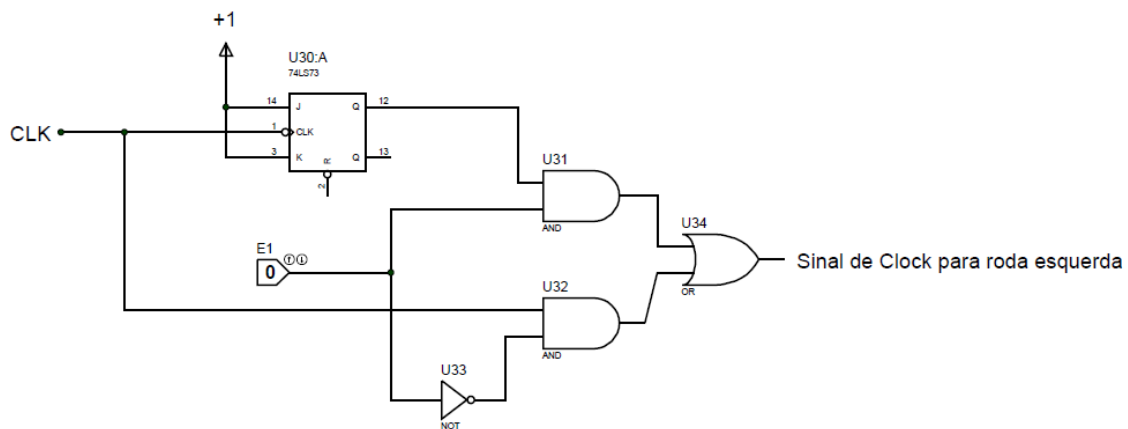 +1
U30:A
74LS73
14 J Q 12
CLK 1 CLK
3 K Q 13
R
2
U31
AND
U34
OR
Sinal de Clock para roda esquerda
E1
0
U32
AND
U33
NOT